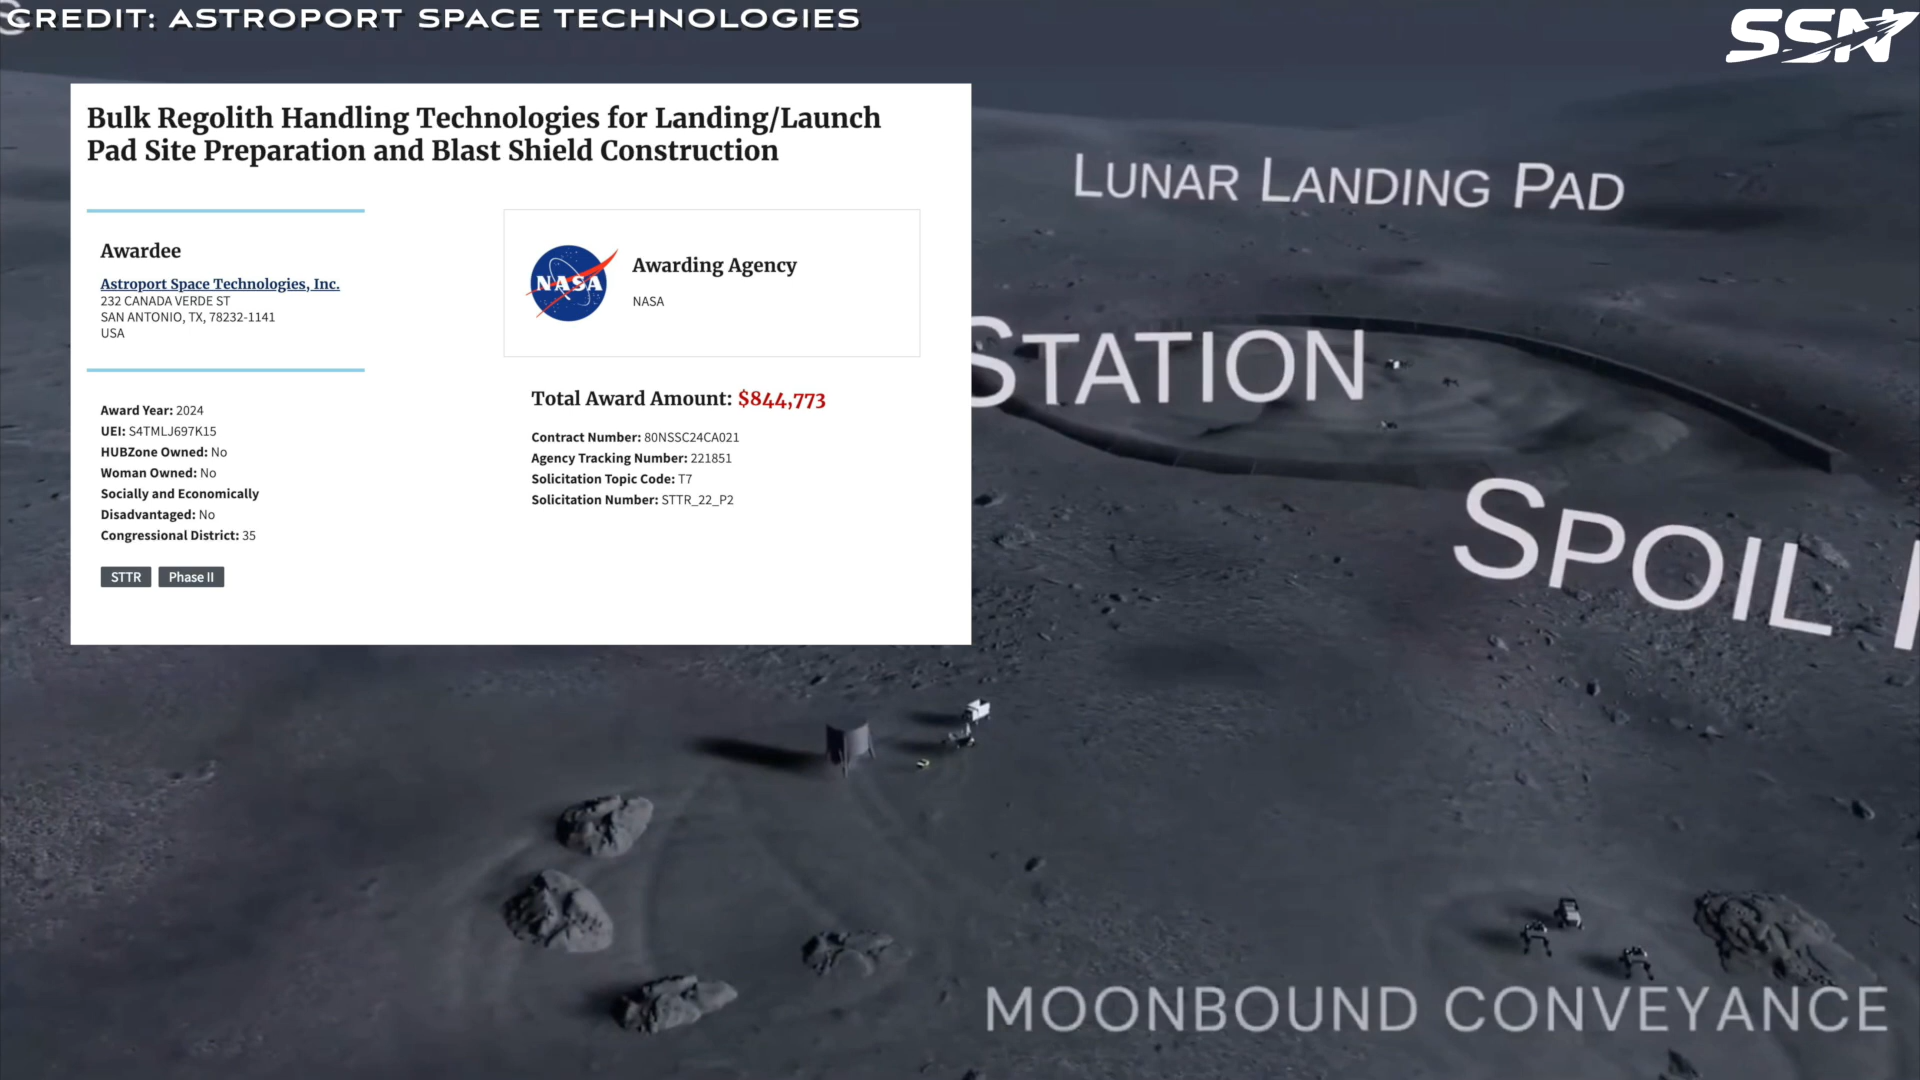 CREDIT: ASTROPORT SPACE TECHNOLOGIES
SSN
Bulk Regolith Handling Technologies for Landing/Launch
Pad Site Preparation and Blast Shield Construction
Awardee
Astroport Space Technologies, Inc.
232 CANADA VERDE ST
SAN ANTONIO, TX, 78232-1141
USA
Award Year: 2024
UEI: S4TMLJ697K15
HUBZone Owned: No
Woman Owned: No
Socially and Economically
Disadvantaged: No
Congressional District: 35
STTR
Phase II
NASA
Awarding Agency
NASA
Total Award Amount: $844,773
Contract Number: 80NSSC24CA021
Agency Tracking Number: 221851
Solicitation Topic Code: T7
Solicitation Number: STTR_22_P2
LUNAR LANDING PAD
STATION
SPOIL
MOONBOUND CONVEYANCE